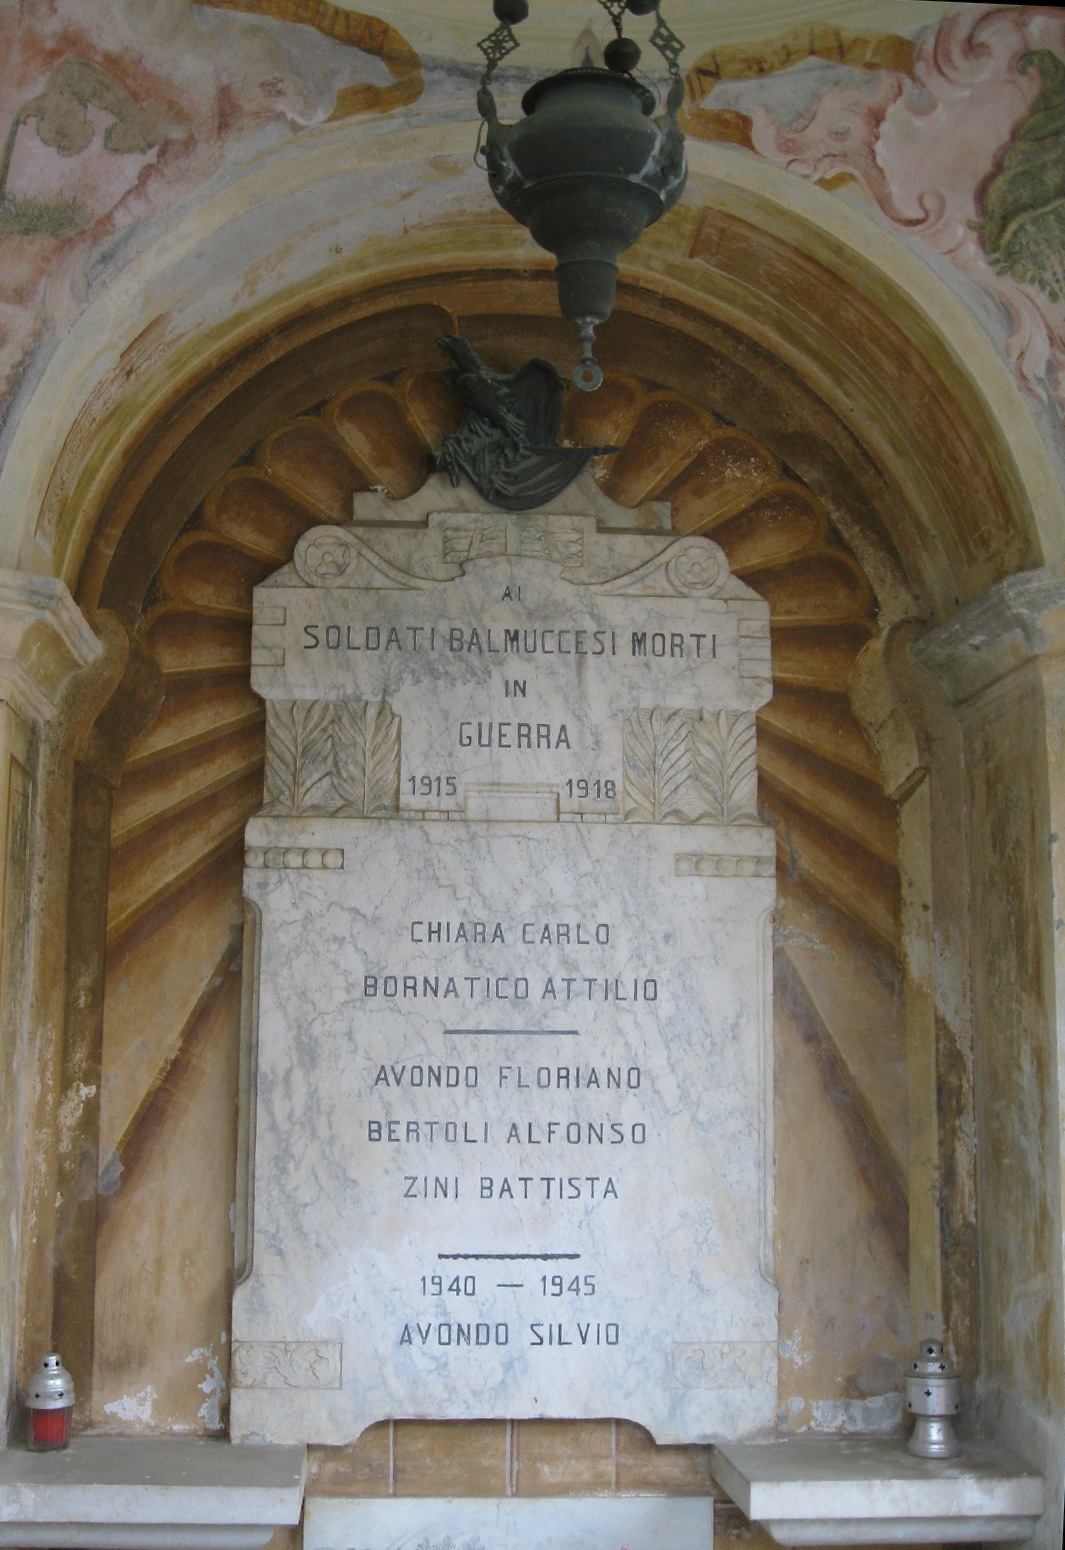 AI
SOLDATI BALMUCCESI MORTI
IN
GUERRA
1915 1918
CHIARA CARLO
BORNATICO ATTILIO
AVONDO FLORIANO
BERTOLI ALFONSO
ZINI BATTISTA
1940 - 1945
AVONDO SILVIO